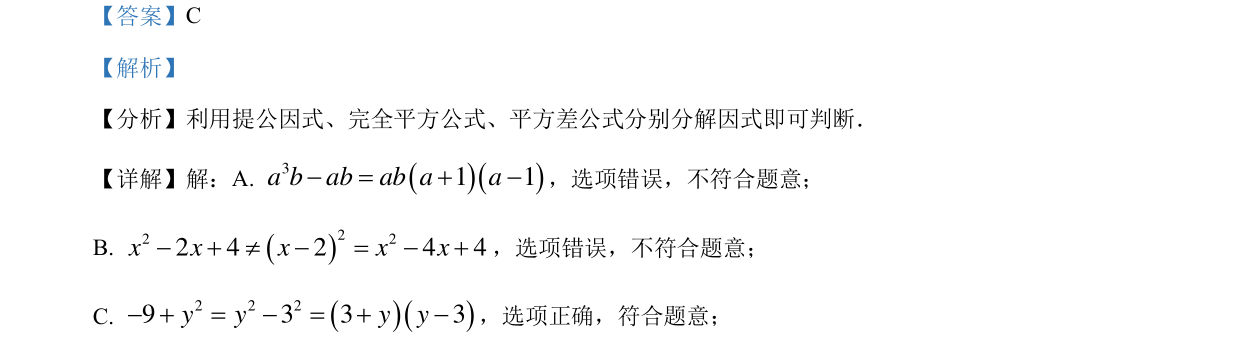 【答案】C
【解析】
【分析】利用提公因式、完全平方公式、平方差公式分别分解因式即可判断．
【详解】解：A. a³b−ab=ab(a+1)(a−1)，选项错误，不符合题意；
B. x²−2x+4≠(x−2)²=x²−4x+4，选项错误，不符合题意；
C. −9+y²=y²−3²=(3+y)(y−3)，选项正确，符合题意；